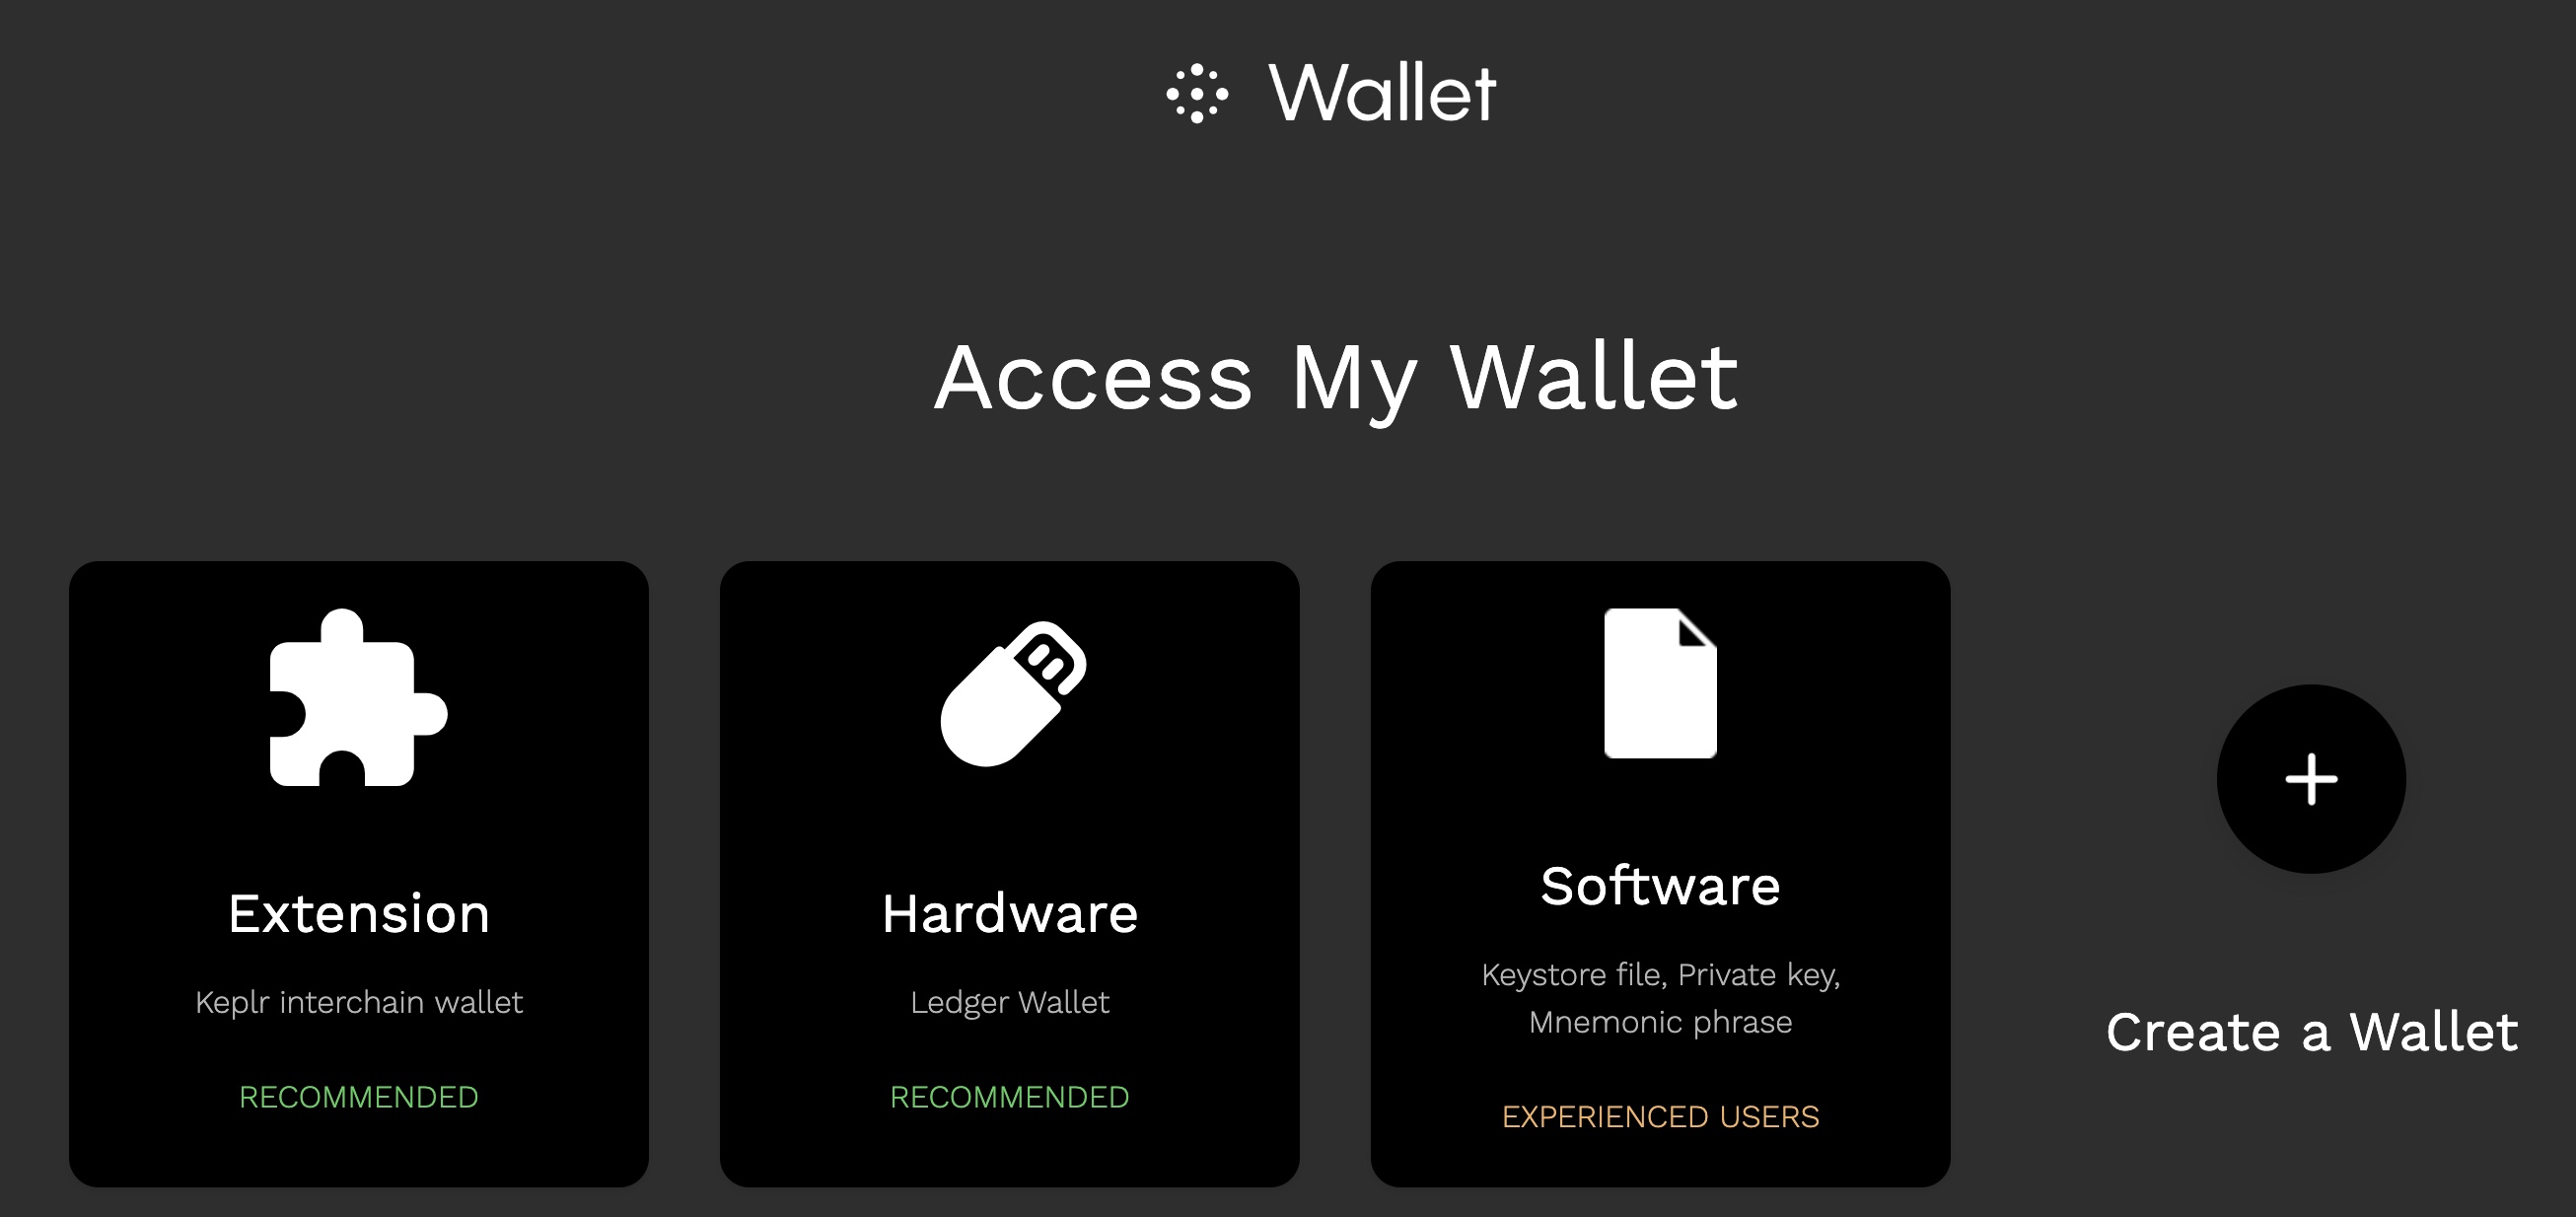 Wallet
Access My Wallet
Extension
Keplr interchain wallet
RECOMMENDED
Hardware
Ledger Wallet
RECOMMENDED
Software
Keystore file, Private key,
Mnemonic phrase
EXPERIENCED USERS
Create a Wallet